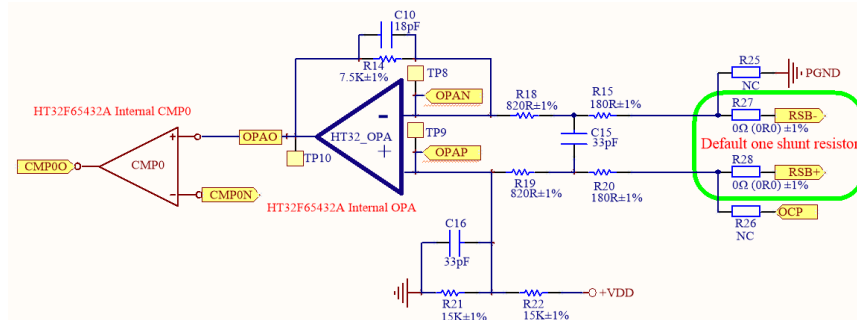 C10
18pF
R14
7.5K±1%
TP8
OPAN
R18
820R±1%
R15
180R±1%
R25
NC
PGND
R27
RSB-
0Ω (0R0) ±1%
Default one shunt resistor
HT32F65432A Internal CMP0
OPAO
HT32_OPA
TP9
OPAP
TP10
C15
33pF
CMP0O
CMP0
CMP0N
HT32F65432A Internal OPA
R19
820R±1%
R20
180R±1%
R28
RSB+
0Ω (0R0) ±1%
R26
NC
OCP
C16
33pF
R21
15K±1%
R22
15K±1%
+VDD